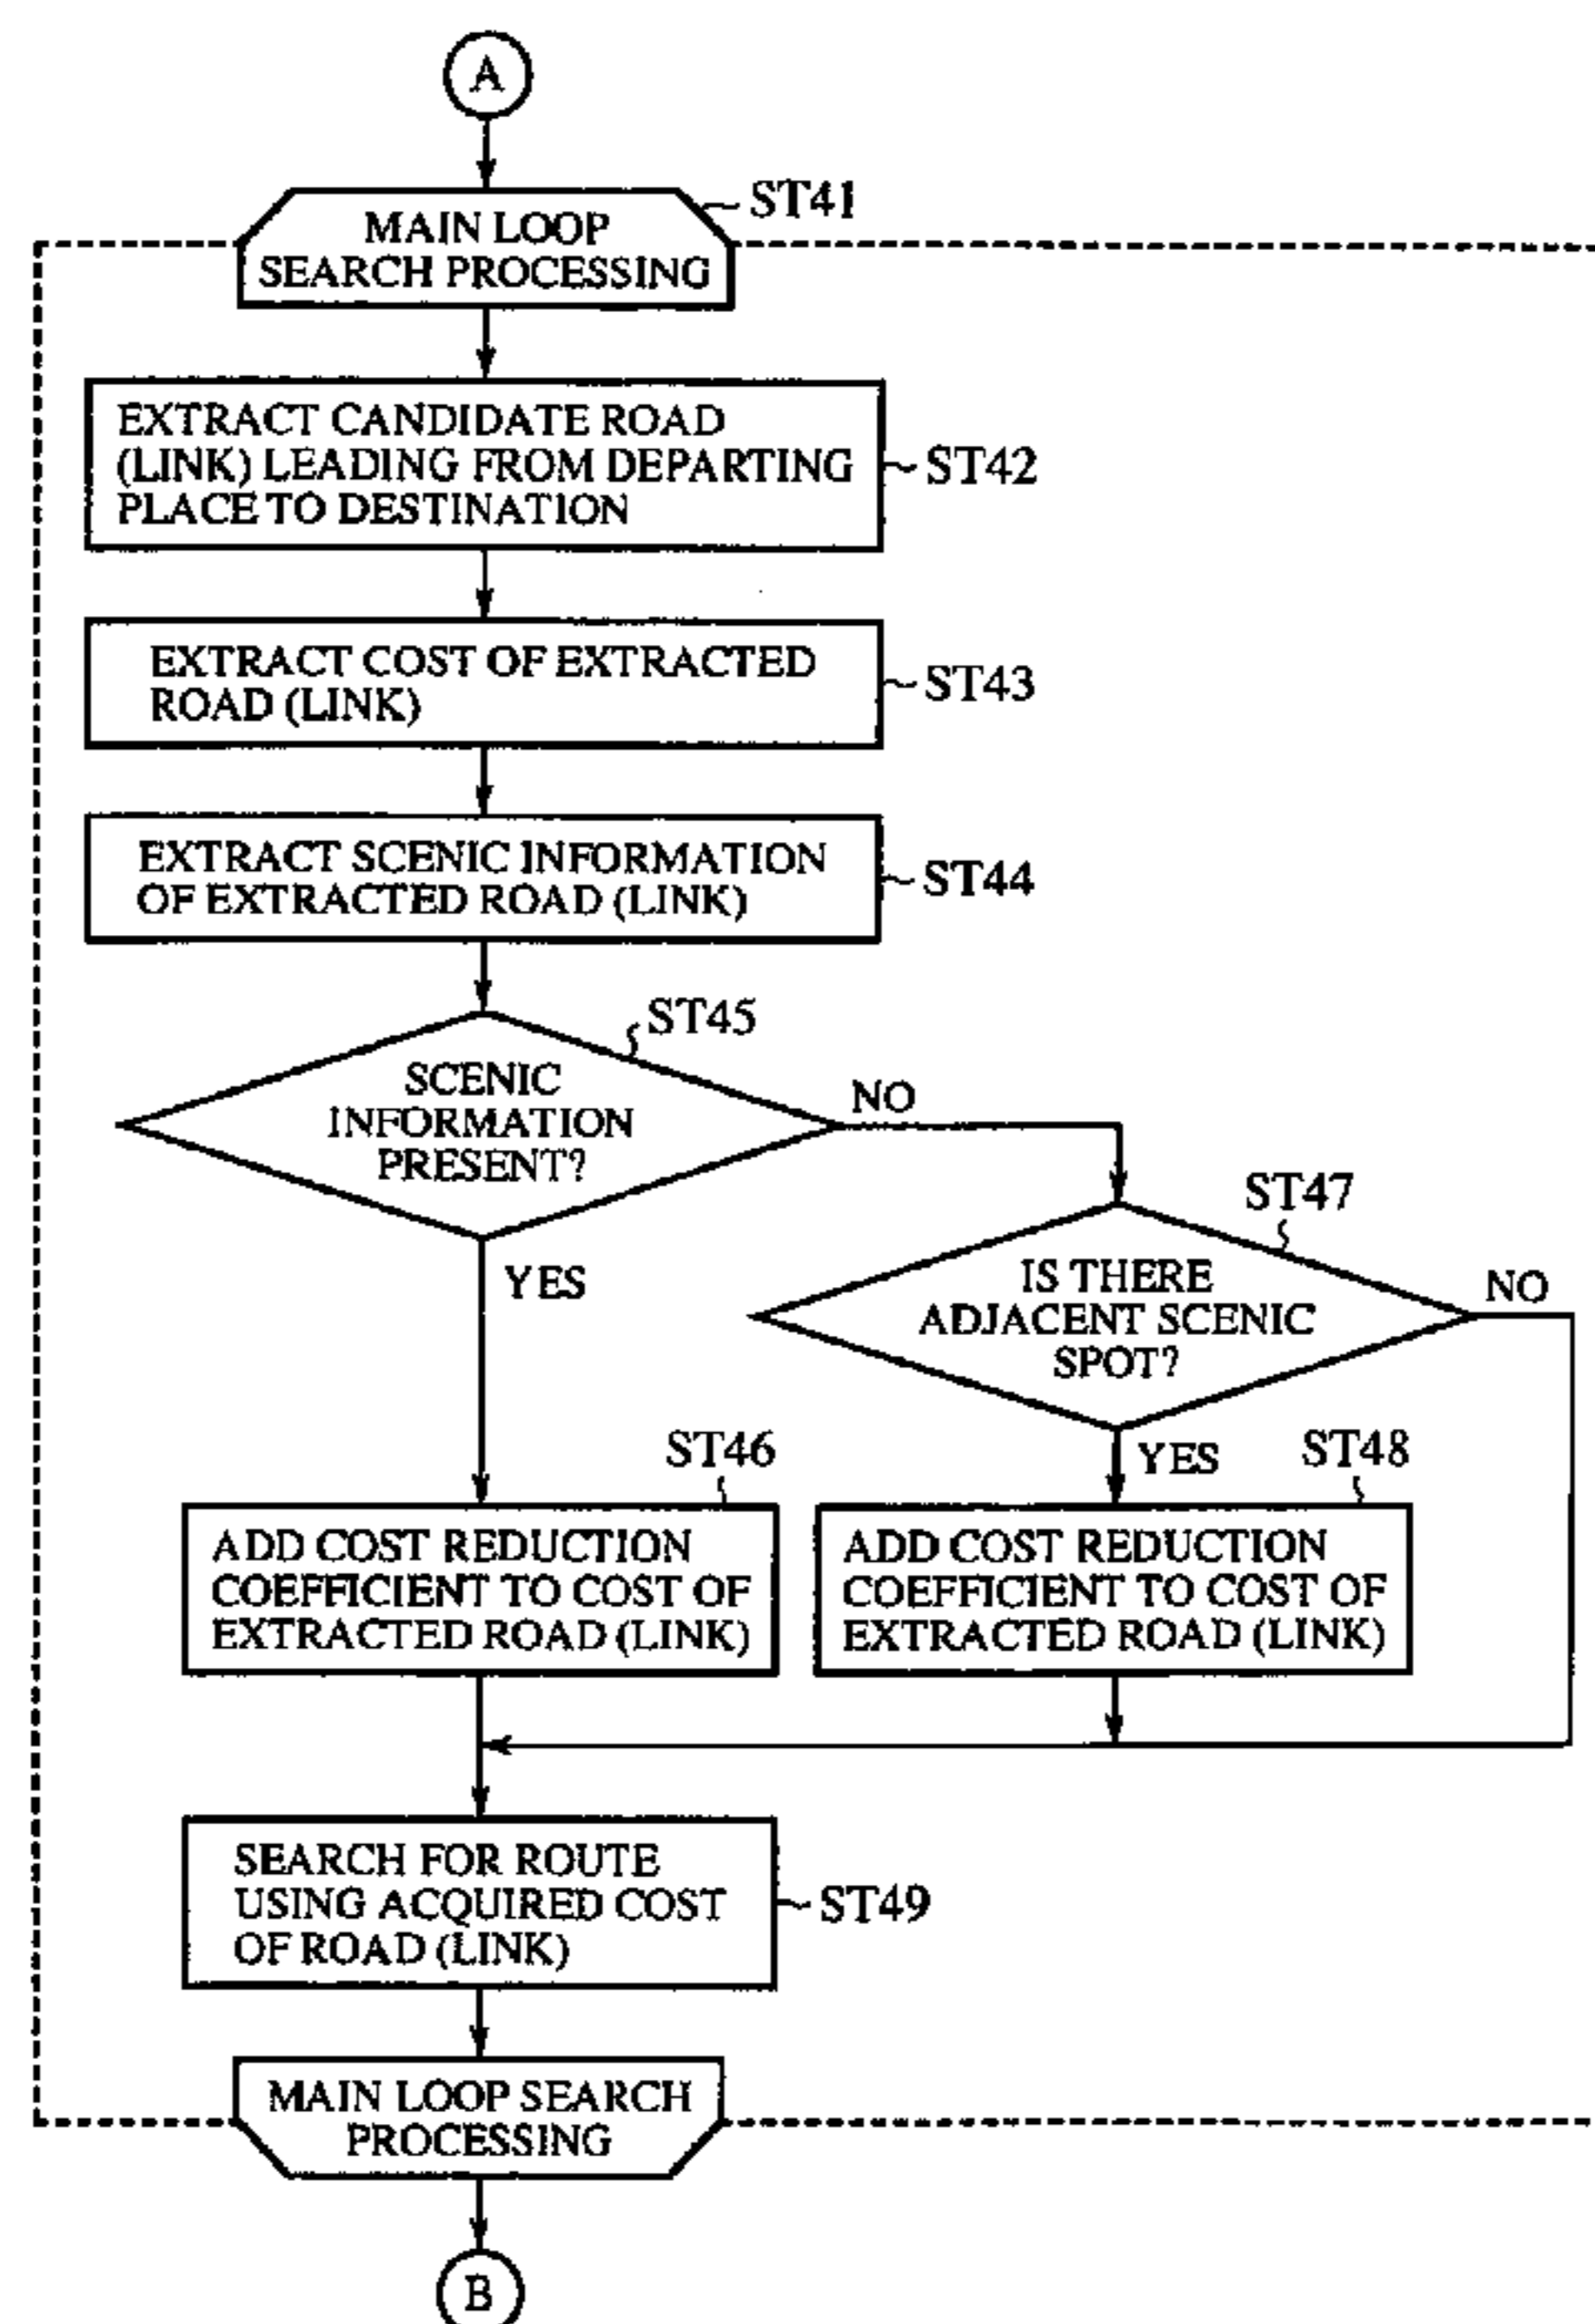 A
MAIN LOOP
SEARCH PROCESSING
ST41
EXTRACT CANDIDATE ROAD
(LINK) LEADING FROM DEPARTING
PLACE TO DESTINATION
ST42
EXTRACT COST OF EXTRACTED
ROAD (LINK)
ST43
EXTRACT SCENIC INFORMATION
OF EXTRACTED ROAD (LINK)
ST44
ST45
SCENIC
INFORMATION
PRESENT?
NO
YES
ST47
IS THERE
ADJACENT SCENIC
SPOT?
NO
YES
ST46
ADD COST REDUCTION
COEFFICIENT TO COST OF
EXTRACTED ROAD (LINK)
ST48
ADD COST REDUCTION
COEFFICIENT TO COST OF
EXTRACTED ROAD (LINK)
SEARCH FOR ROUTE
USING ACQUIRED COST
OF ROAD (LINK)
ST49
MAIN LOOP SEARCH
PROCESSING
B